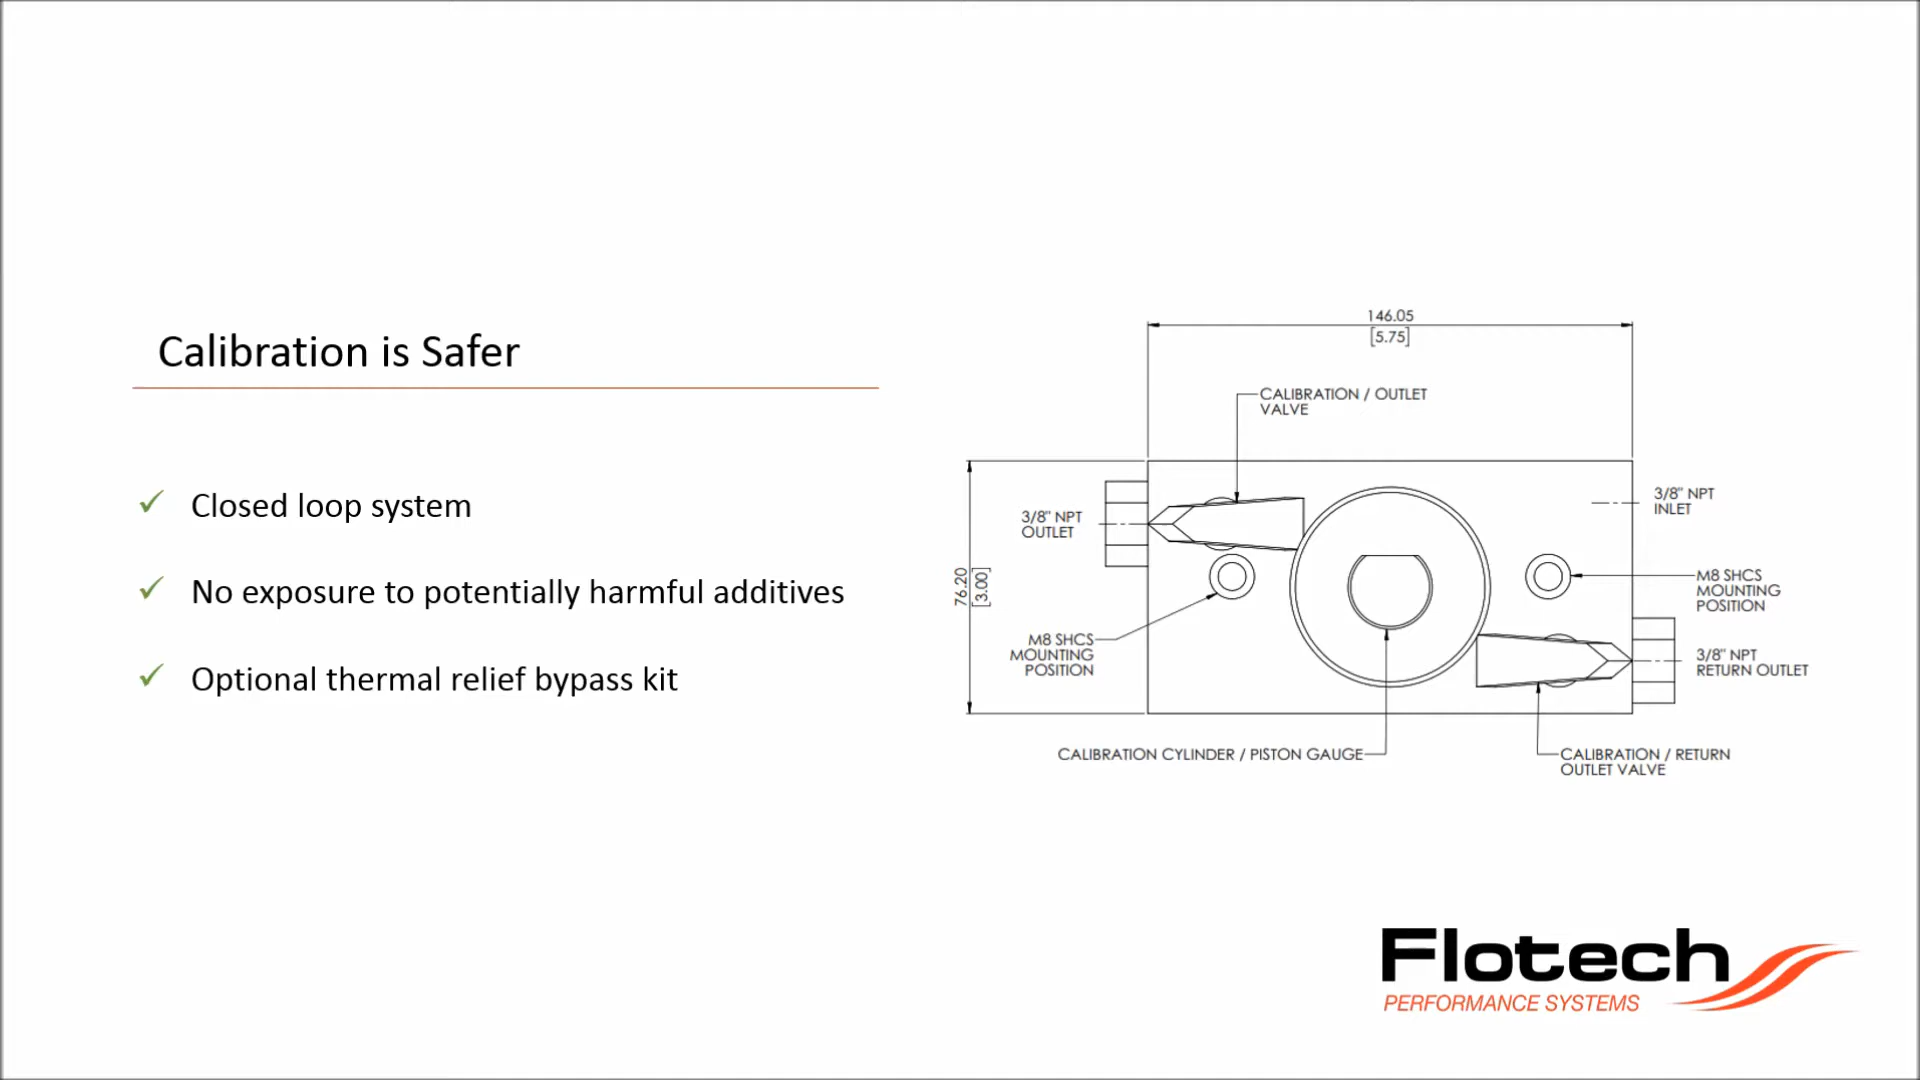 Calibration is Safer
Closed loop system
No exposure to potentially harmful additives
Optional thermal relief bypass kit
146.05
[5.75]
CALIBRATION / OUTLET
VALVE
3/8" NPT
OUTLET
3/8" NPT
INLET
76.20
[3.00]
M8 SHCS
MOUNTING
POSITION
M8 SHCS
MOUNTING
POSITION
3/8" NPT
RETURN OUTLET
CALIBRATION CYLINDER / PISTON GAUGE
CALIBRATION / RETURN
OUTLET VALVE
Flotech
PERFORMANCE SYSTEMS